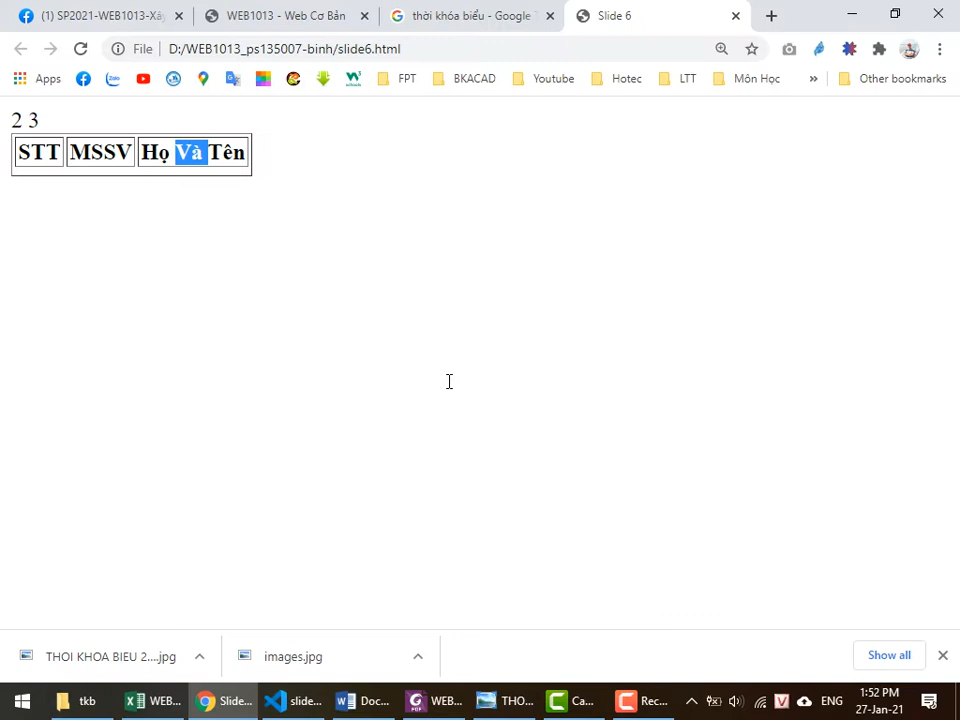 (1) SP2021-WEB1013-Xây
WEB1013 - Web Cơ Bản
thời khóa biểu - Google T
Slide 6
File
D:/WEB1013_ps135007-binh/slide6.html
Apps
Zalo
FPT
BKACAD
Youtube
Hotec
LTT
Môn Học
»
Other bookmarks
2 3
STT MSSV Họ Và Tên
THOI KHOA BIEU 2....jpg
images.jpg
Show all
tkb
WEB...
Slide...
slide...
Doc...
WEB...
THO...
Ca...
Rec...
V
ENG
1:52 PM
27-Jan-21